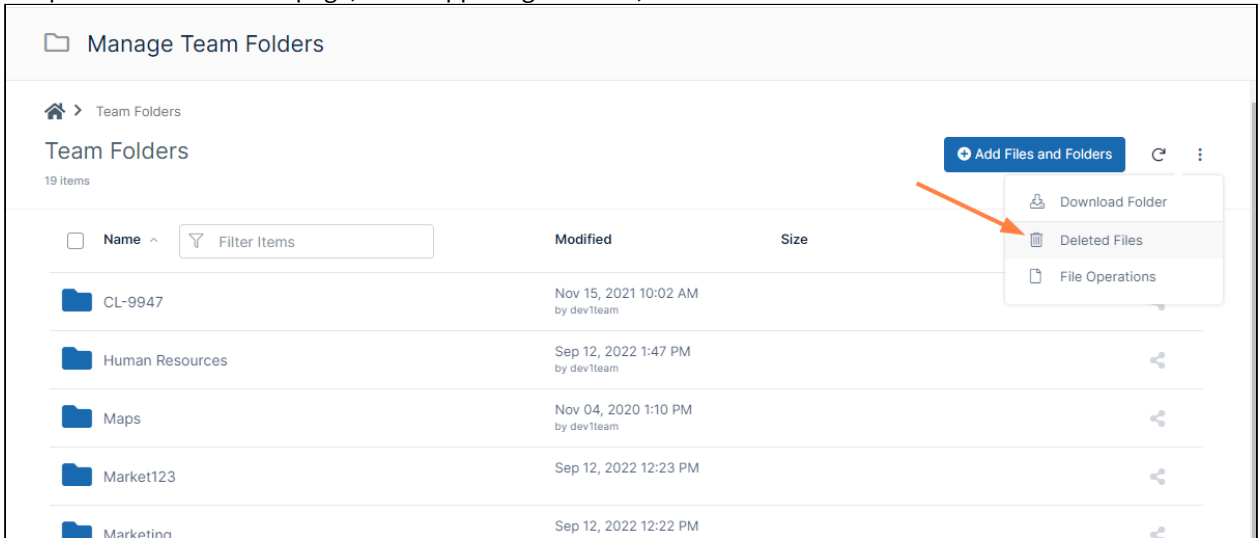 Manage Team Folders
Team Folders
Team Folders
19 items
Add Files and Folders
Download Folder
Deleted Files
File Operations
Name Filter Items Modified Size
CL-9947 Nov 15, 2021 10:02 AM
by dev1team
Human Resources Sep 12, 2022 1:47 PM
by dev1team
Maps Nov 04, 2020 1:10 PM
by dev1team
Market123 Sep 12, 2022 12:23 PM
Marketing Sep 12, 2022 12:22 PM